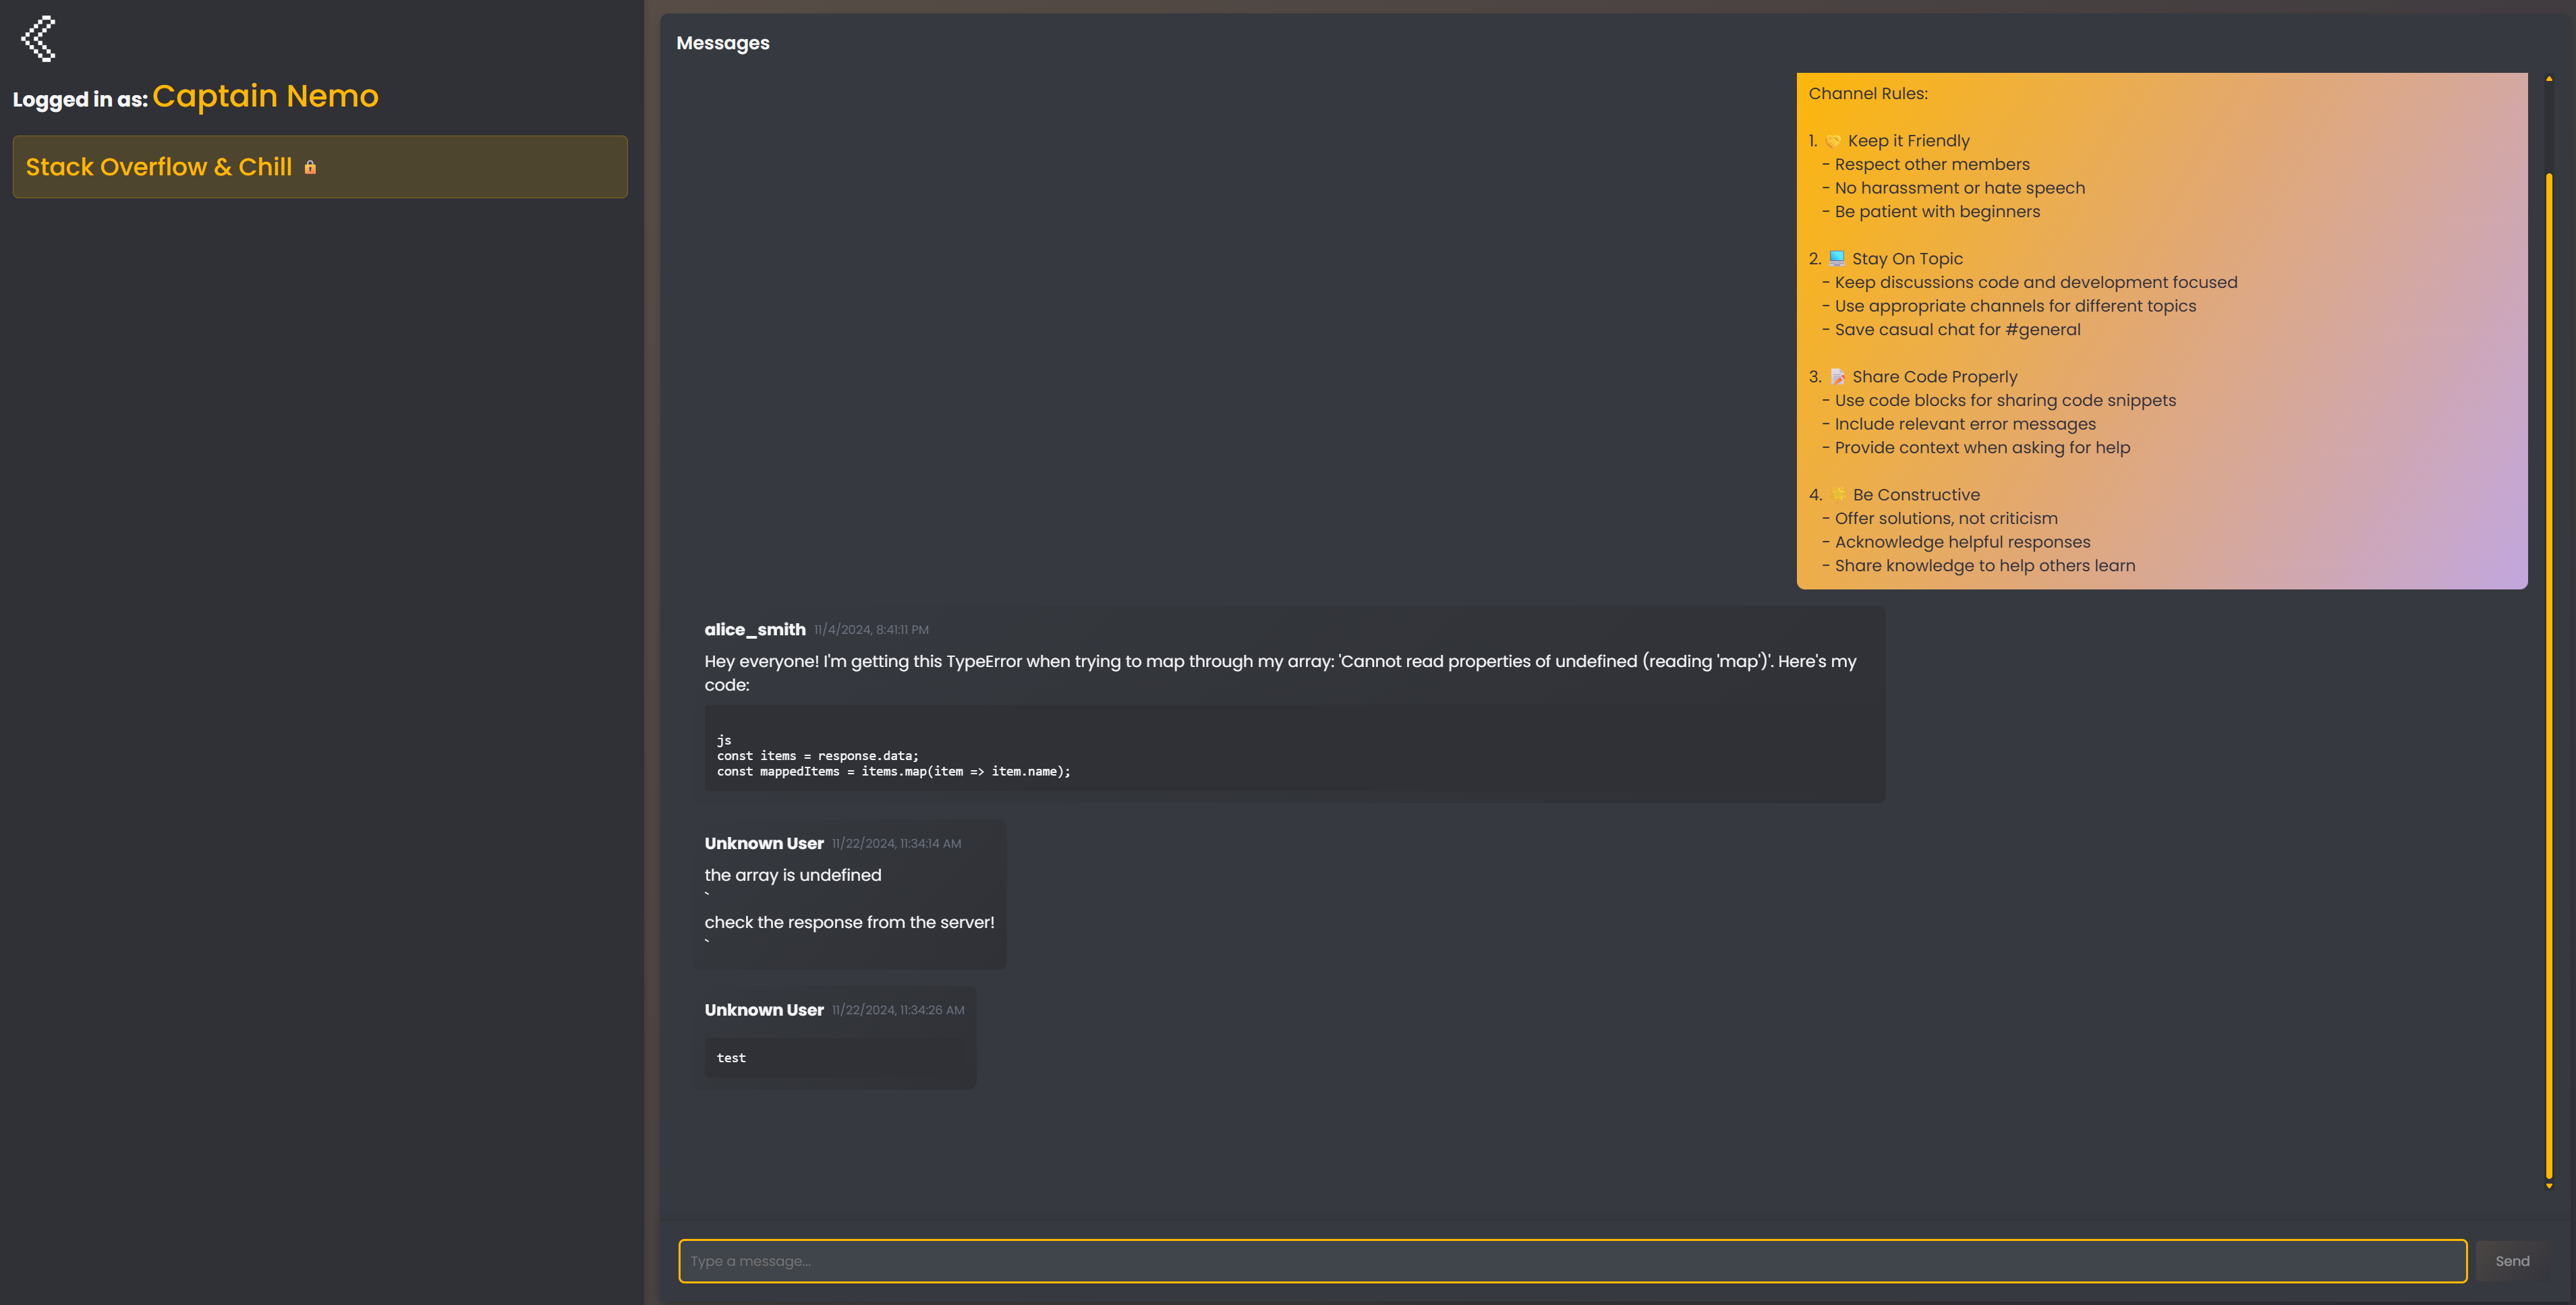 Logged in as: Captain Nemo
Stack Overflow & Chill 🔒
Messages
Channel Rules:
1. 🤝 Keep it Friendly
- Respect other members
- No harassment or hate speech
- Be patient with beginners
2. 💻 Stay On Topic
- Keep discussions code and development focused
- Use appropriate channels for different topics
- Save casual chat for #general
3. 📝 Share Code Properly
- Use code blocks for sharing code snippets
- Include relevant error messages
- Provide context when asking for help
4. 🌟 Be Constructive
- Offer solutions, not criticism
- Acknowledge helpful responses
- Share knowledge to help others learn
alice_smith 11/4/2024, 8:41:11 PM
Hey everyone! I'm getting this TypeError when trying to map through my array: 'Cannot read properties of undefined (reading 'map')'. Here's my
code:
js
const items = response.data;
const mappedItems = items.map(item => item.name);
Unknown User 11/22/2024, 11:34:14 AM
the array is undefined
`
check the response from the server!
`
Unknown User 11/22/2024, 11:34:26 AM
test
Type a message...
Send